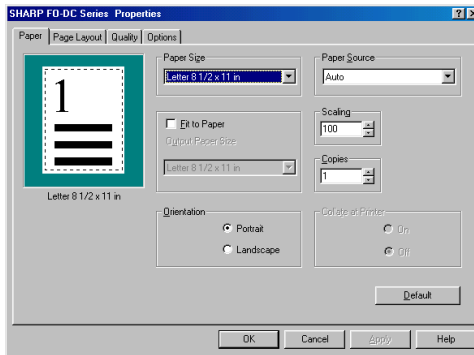 SHARP FO-DC Series Properties
Paper Page Layout Quality Options
Paper Size
Letter 8 1/2 x 11 in
Paper Source
Auto
1
Letter 8 1/2 x 11 in
Fit to Paper
Output Paper Size
Letter 8 1/2 x 11 in
Scaling
100
Copies
1
Orientation
Portrait
Landscape
Collate at Printer
On
Off
Default
OK Cancel Apply Help